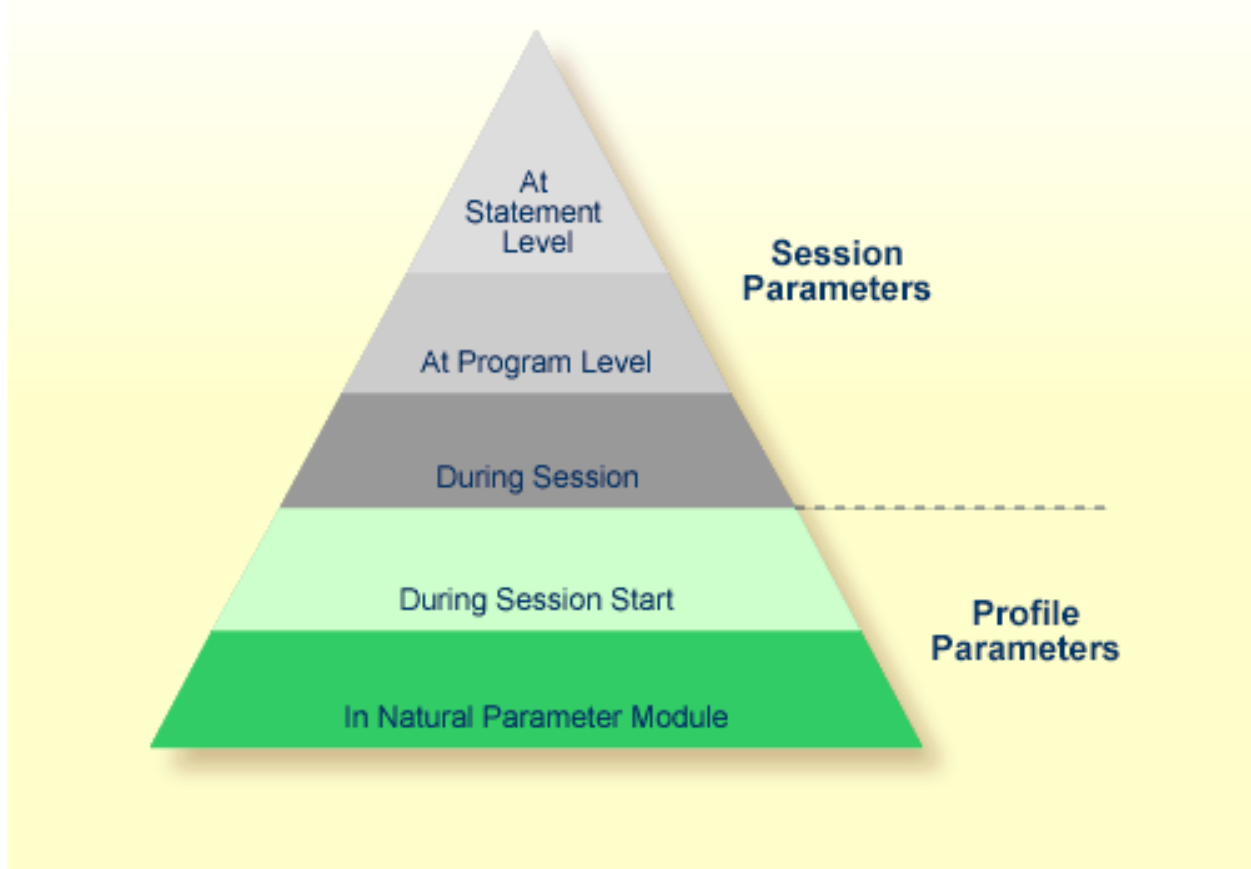 At
Statement
Level
Session
Parameters
At Program Level
During Session
During Session Start
Profile
Parameters
In Natural Parameter Module